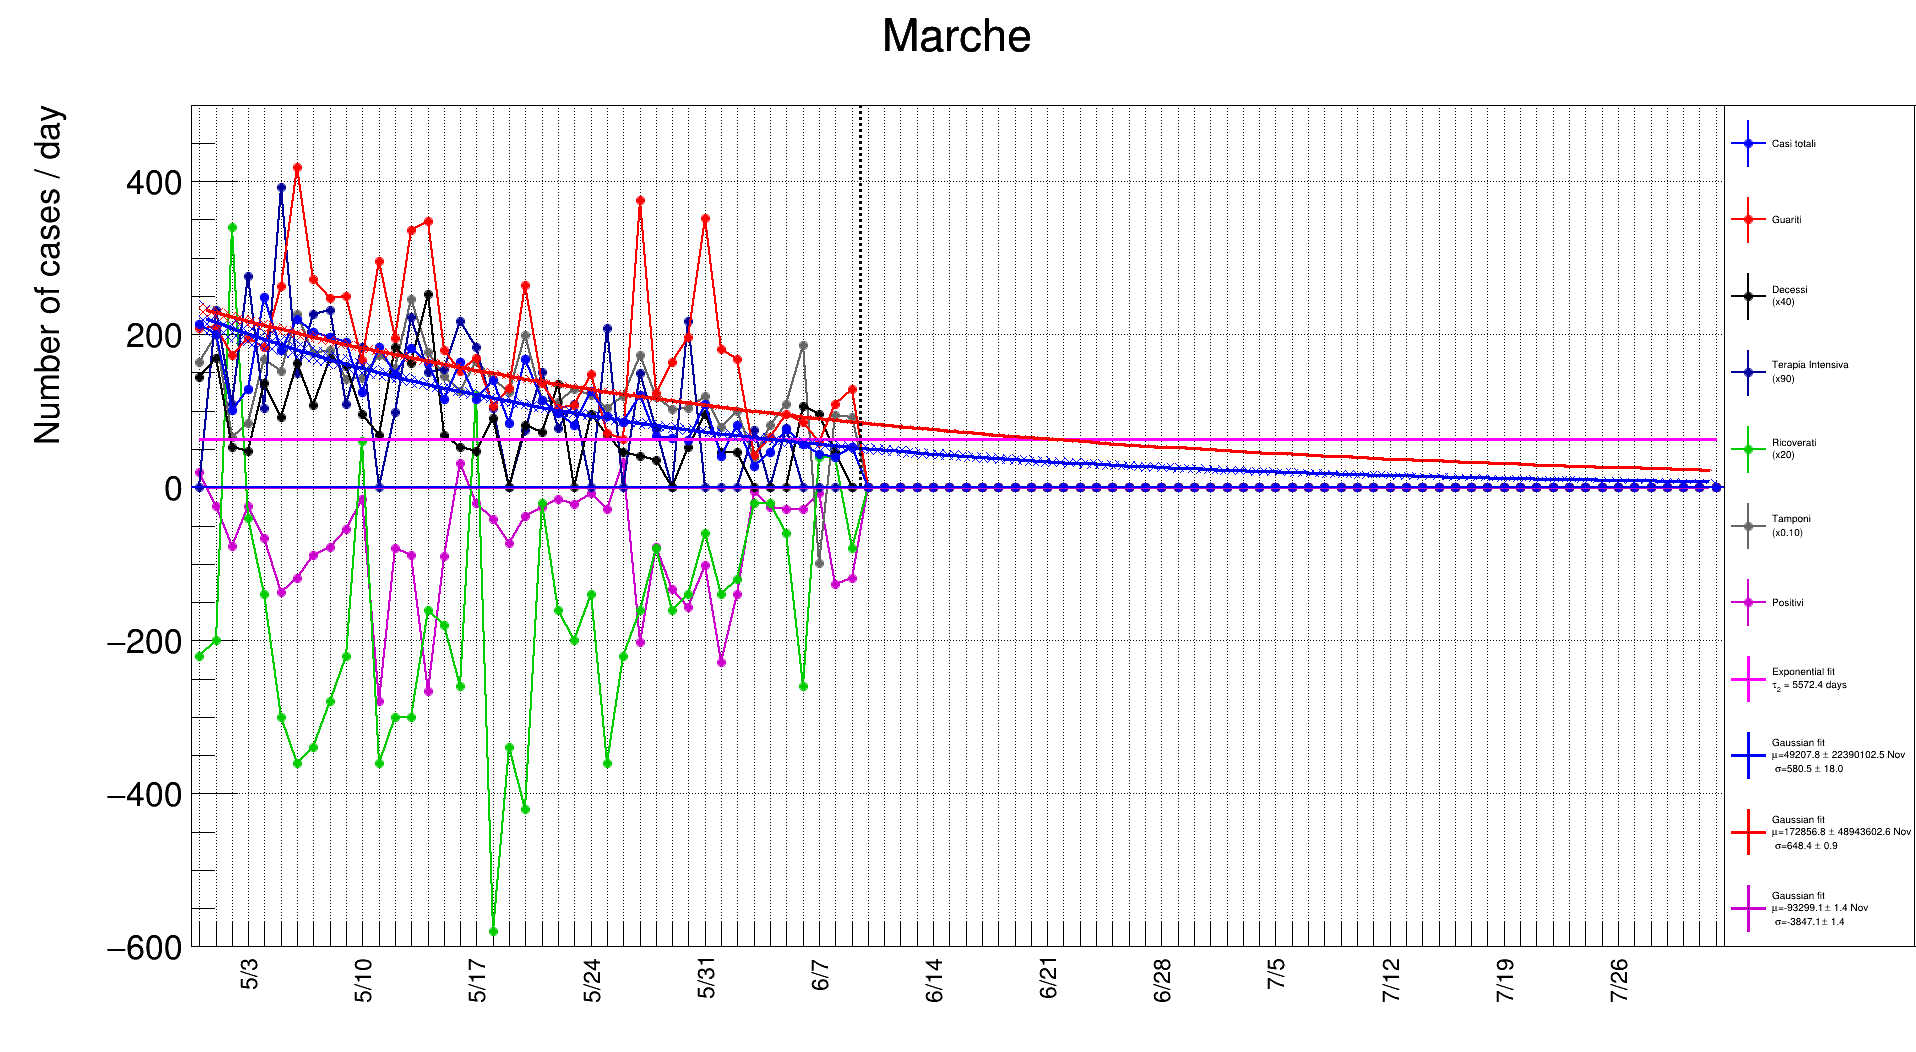 Marche
Number of cases / day
400
200
0
−200
−400
−600
5/3
5/10
5/17
5/24
5/31
6/7
6/14
6/21
6/28
7/5
7/12
7/19
7/26
Casi totali
Guariti
Decessi
(x40)
Terapia Intensiva
(x90)
Ricoverati
(x20)
Tamponi
(x0.10)
Positivi
Exponential fit
τ₂ = 5572.4 days
Gaussian fit
μ=49207.8 ± 22390102.5 Nov
σ=580.5 ± 18.0
Gaussian fit
μ=172856.8 ± 48943602.6 Nov
σ=648.4 ± 0.9
Gaussian fit
μ=-93299.1 ± 1.4 Nov
σ=-3847.1 ± 1.4